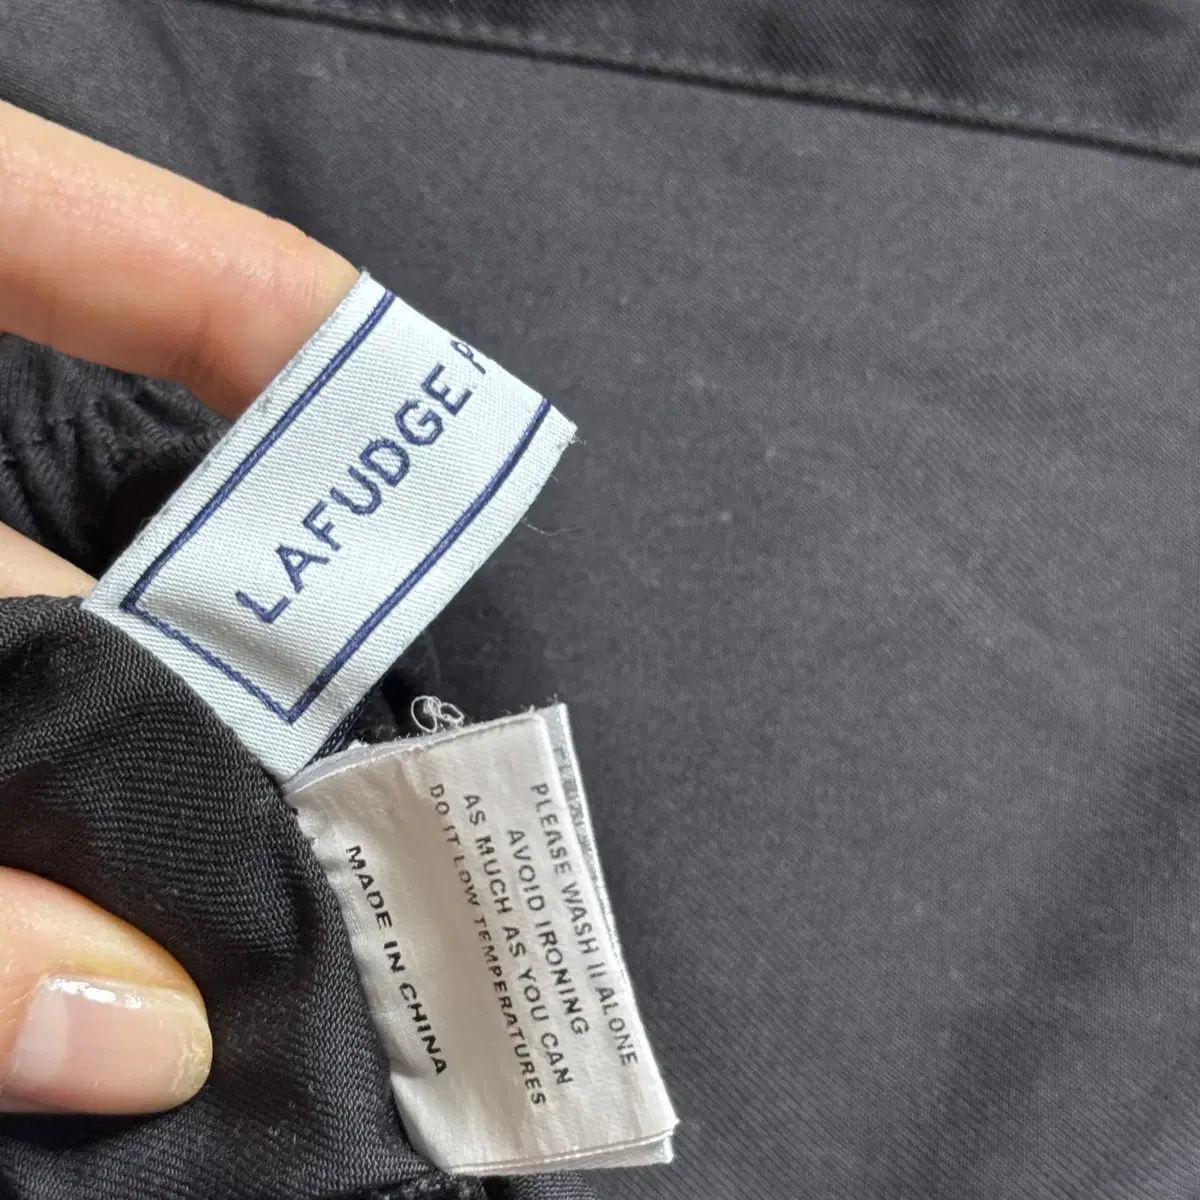 LAFUDGE P
PLEASE WASH II ALONE
AVOID IRONING
AS MUCH AS YOU CAN
DO IT LOW TEMPERATURES
MADE IN CHINA